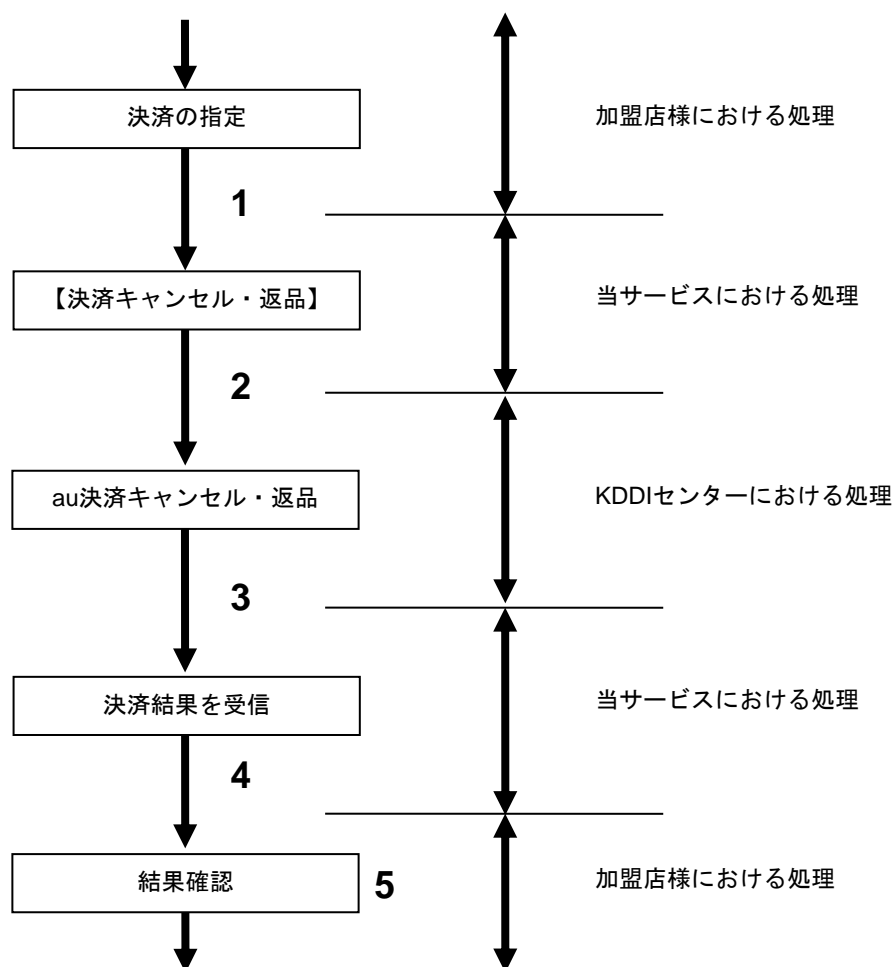 決済の指定
加盟店様における処理
1
【決済キャンセル・返品】
当サービスにおける処理
2
au決済キャンセル・返品
KDDIセンターにおける処理
3
決済結果を受信
当サービスにおける処理
4
結果確認
5
加盟店様における処理